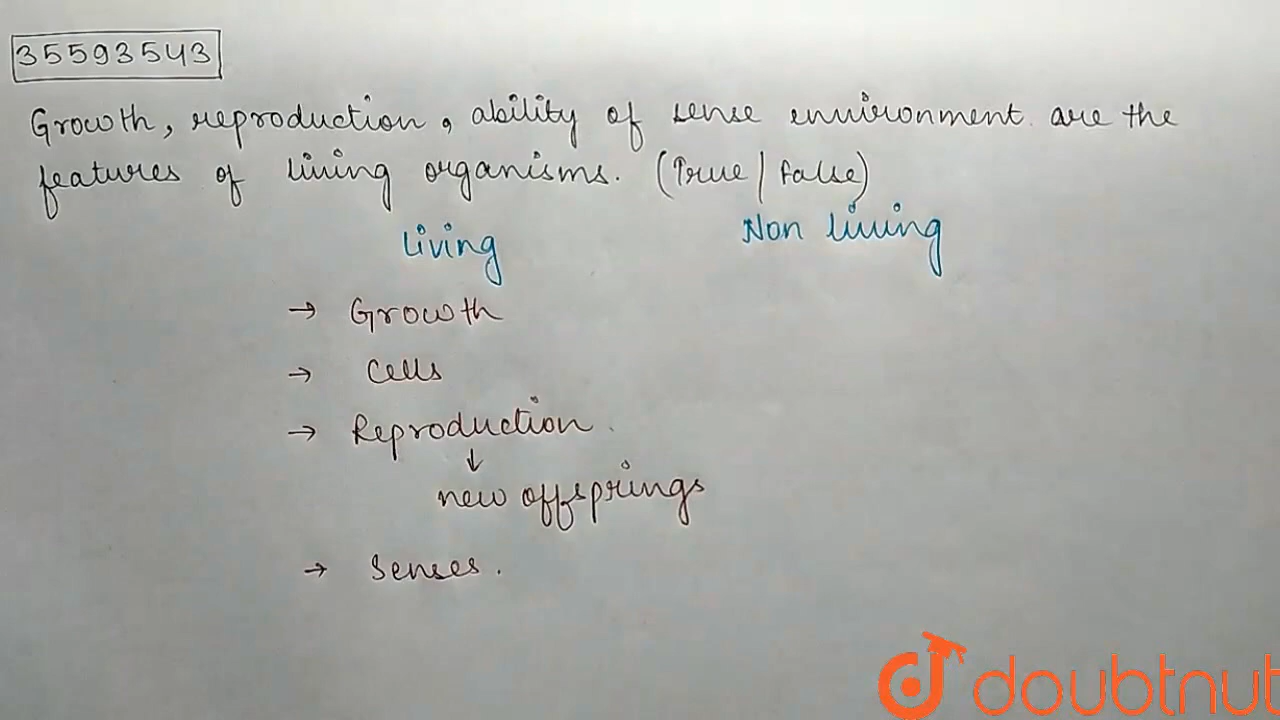 35593543
Growth, reproduction, ability of sense environment are the
features of living organisms. (True/False)
Living Non living
→ Growth
→ Cells
→ Reproduction.
↓
new offsprings
→ Senses.
doubtnut